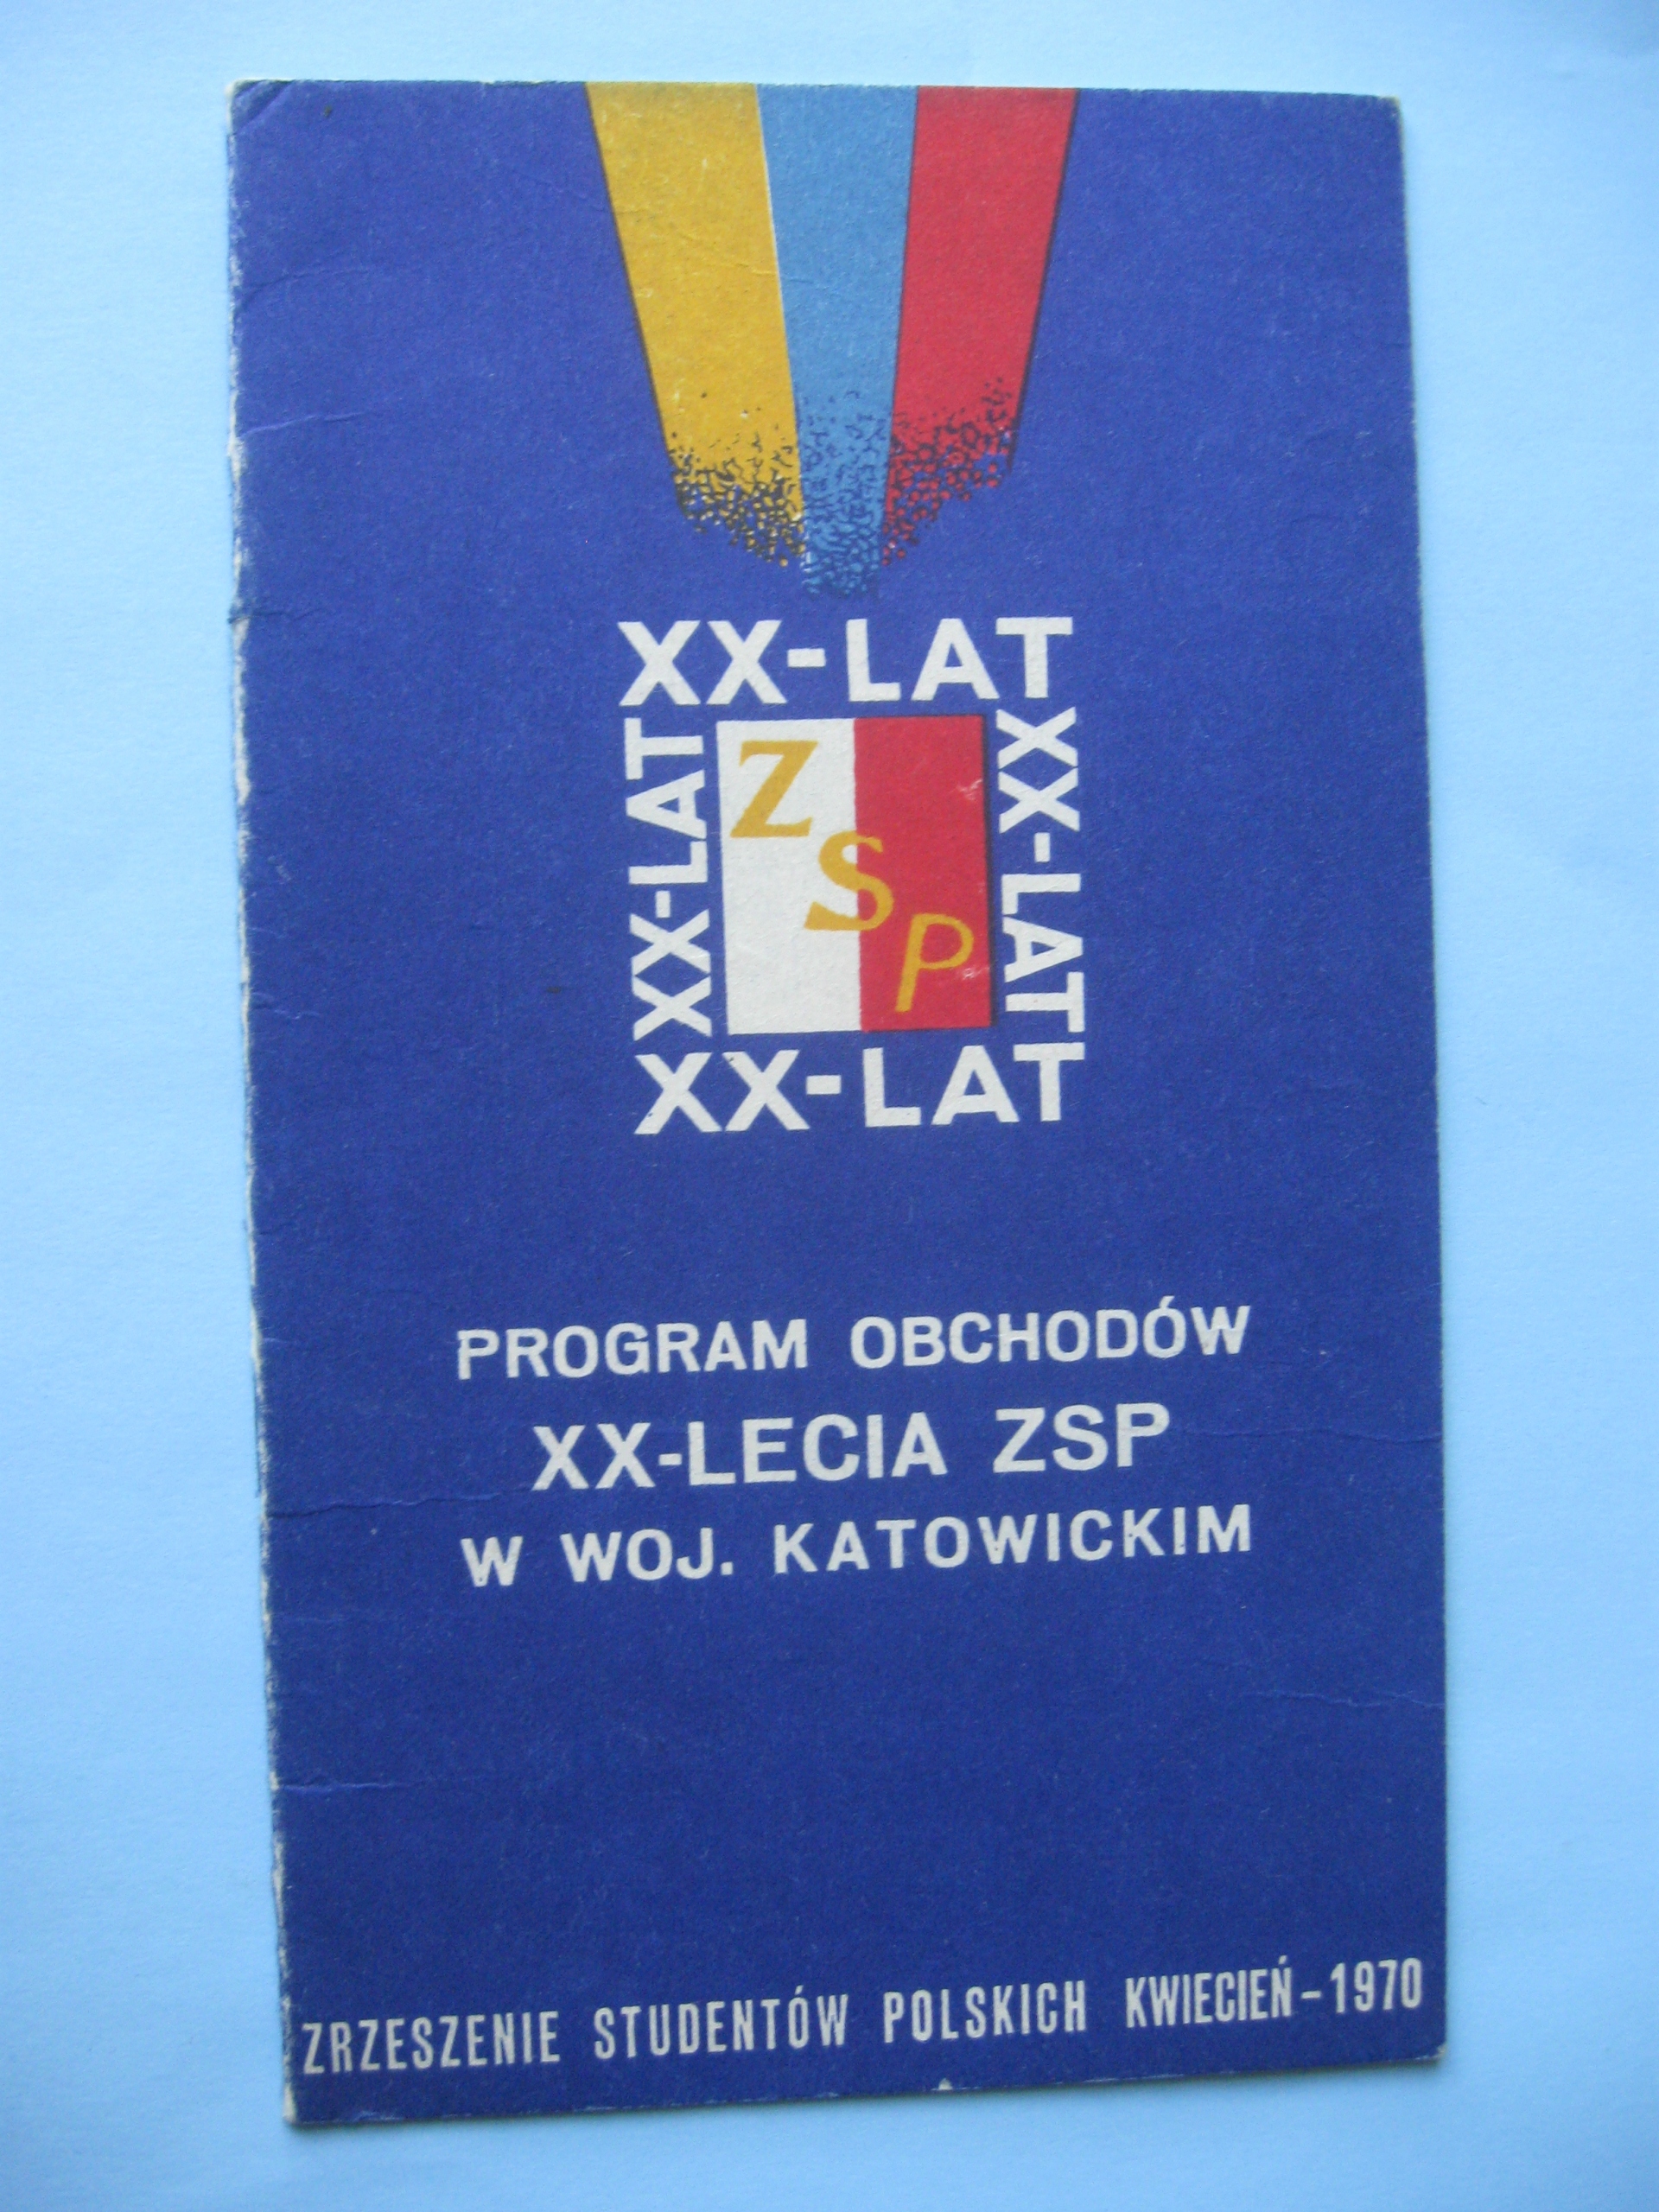 XX-LAT
XX-LAT
Z
S
P
XX-LAT
XX-LAT
PROGRAM OBCHODÓW
XX-LECIA ZSP
W WOJ. KATOWICKIM
ZRZESZENIE STUDENTÓW POLSKICH KWIECIEŃ-1970